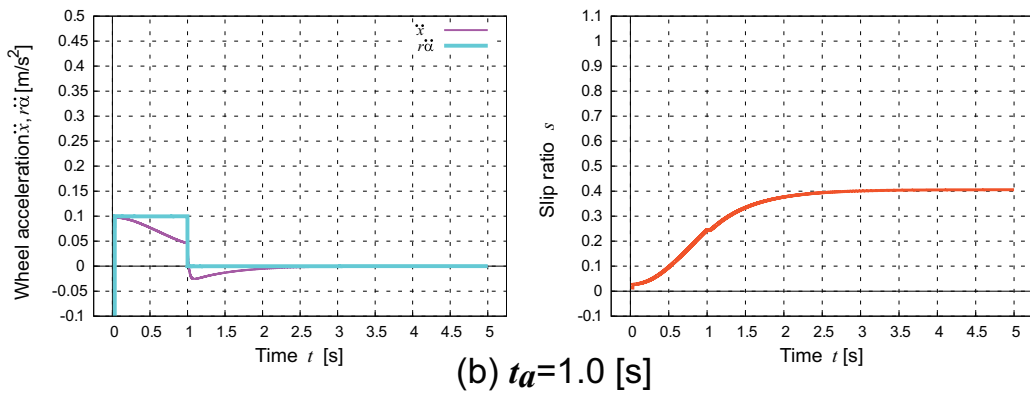 0.5
0.45
0.4
0.35
0.3
0.25
0.2
0.15
0.1
0.05
0
-0.05
-0.1
Wheel acceleration ẍ, rα̈ [m/s²]
ẍ
rα̈
0 0.5 1 1.5 2 2.5 3 3.5 4 4.5 5
Time t [s]
1.1
1
0.9
0.8
0.7
0.6
0.5
0.4
0.3
0.2
0.1
0
-0.1
Slip ratio s
0 0.5 1 1.5 2 2.5 3 3.5 4 4.5 5
Time t [s]
(b) ta=1.0 [s]